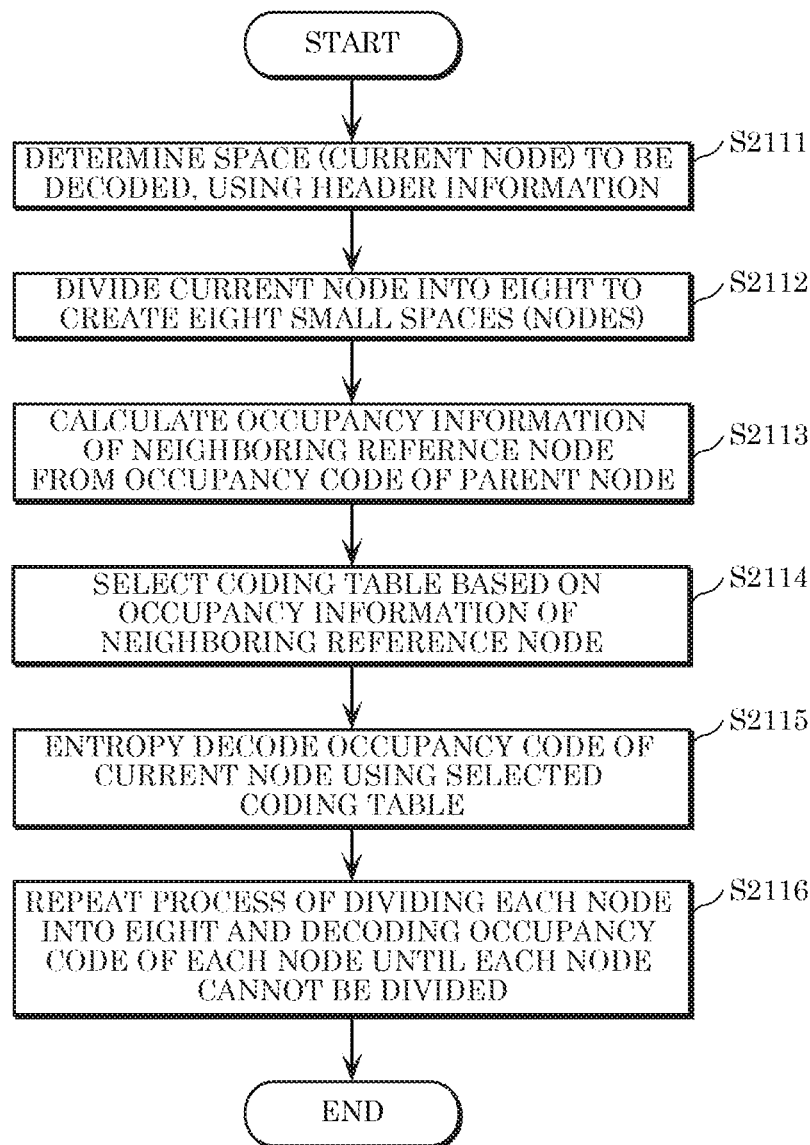 START
S2111
DETERMINE SPACE (CURRENT NODE) TO BE
DECODED, USING HEADER INFORMATION
S2112
DIVIDE CURRENT NODE INTO EIGHT TO
CREATE EIGHT SMALL SPACES (NODES)
S2113
CALCULATE OCCUPANCY INFORMATION
OF NEIGHBORING REFERNCE NODE
FROM OCCUPANCY CODE OF PARENT NODE
S2114
SELECT CODING TABLE BASED ON
OCCUPANCY INFORMATION OF
NEIGHBORING REFERENCE NODE
S2115
ENTROPY DECODE OCCUPANCY CODE OF
CURRENT NODE USING SELECTED
CODING TABLE
S2116
REPEAT PROCESS OF DIVIDING EACH NODE
INTO EIGHT AND DECODING OCCUPANCY
CODE OF EACH NODE UNTIL EACH NODE
CANNOT BE DIVIDED
END